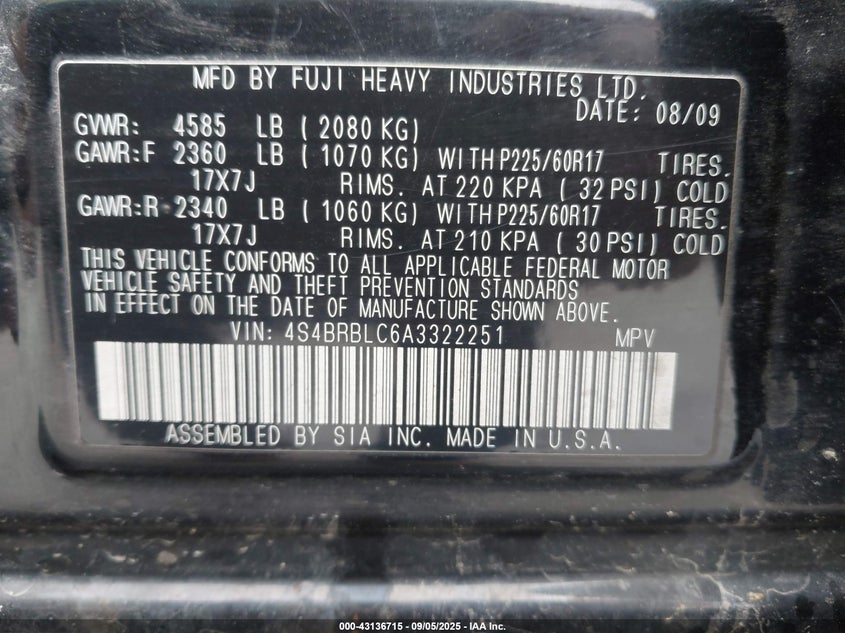 MFD BY FUJI HEAVY INDUSTRIES LTD.
DATE: 08/09
GVWR: 4585 LB ( 2080 KG)
GAWR:F 2360 LB ( 1070 KG) WITH P225/60R17 TIRES.
17X7J RIMS. AT 220 KPA ( 32 PSI) COLD
GAWR:R 2340 LB ( 1060 KG) WITH P225/60R17 TIRES.
17X7J RIMS. AT 210 KPA ( 30 PSI) COLD
THIS VEHICLE CONFORMS TO ALL APPLICABLE FEDERAL MOTOR
VEHICLE SAFETY AND THEFT PREVENTION STANDARDS
IN EFFECT ON THE DATE OF MANUFACTURE SHOWN ABOVE.
VIN: 4S4BRBLC6A3322251 MPV
ASSEMBLED BY SIA INC. MADE IN U.S.A.
000-43136715 - 09/05/2025 - IAA Inc.